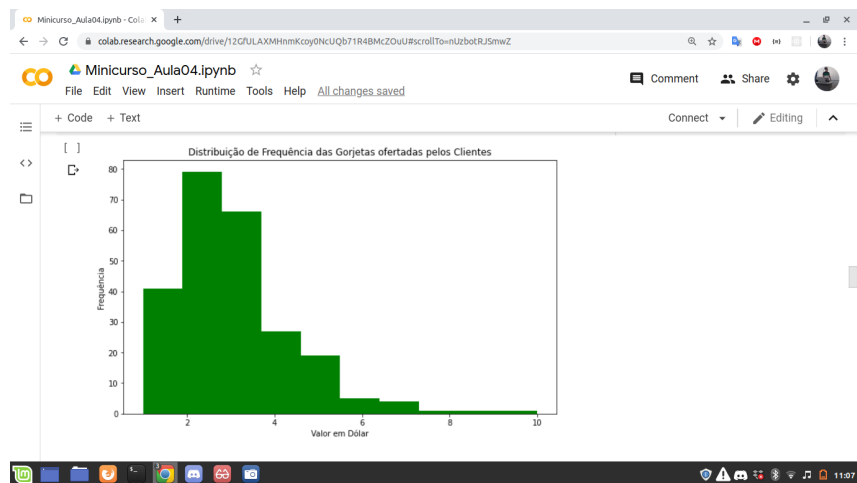 Minicurso_Aula04.ipynb - Cola
colab.research.google.com/drive/12GfULAXMHnmKcoy0NcUQb71R4BMcZOuU#scrollTo=nUzbotRJSmwZ
Minicurso_Aula04.ipynb
Comment
Share
File Edit View Insert Runtime Tools Help All changes saved
+ Code + Text
Connect
Editing
[ ]
Distribuição de Frequência das Gorjetas ofertadas pelos Clientes
80
70
60
50
40
30
20
10
0
Frequência
2 4 6 8 10
Valor em Dólar
3
11:07